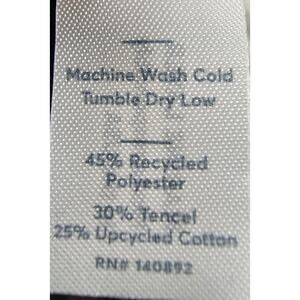 Machine Wash Cold
Tumble Dry Low
45% Recycled
Polyester
30% Tencel
25% Upcycled Cotton
RN# 140892